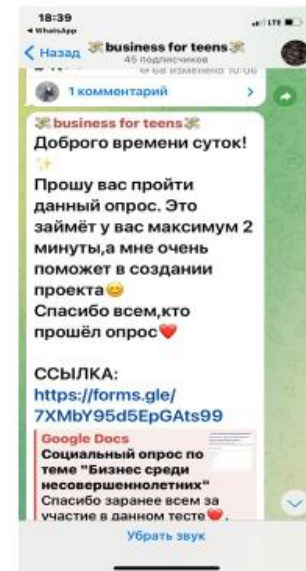 18:39
LTE
WhatsApp
Назад
business for teens
45 подписчиков
68 изменено 10:06
1 комментарий
business for teens
Доброго времени суток!
✨
Прошу вас пройти
данный опрос. Это
займёт у вас максимум 2
минуты,а мне очень
поможет в создании
проекта😊
Спасибо всем,кто
прошёл опрос❤️
ССЫЛКА:
https://forms.gle/
7XMbY95d5EpGAts99
Google Docs
Социальный опрос по
теме "Бизнес среди
несовершеннолетних"
Спасибо заранее всем за
участие в данном тесте❤️.
Убрать звук